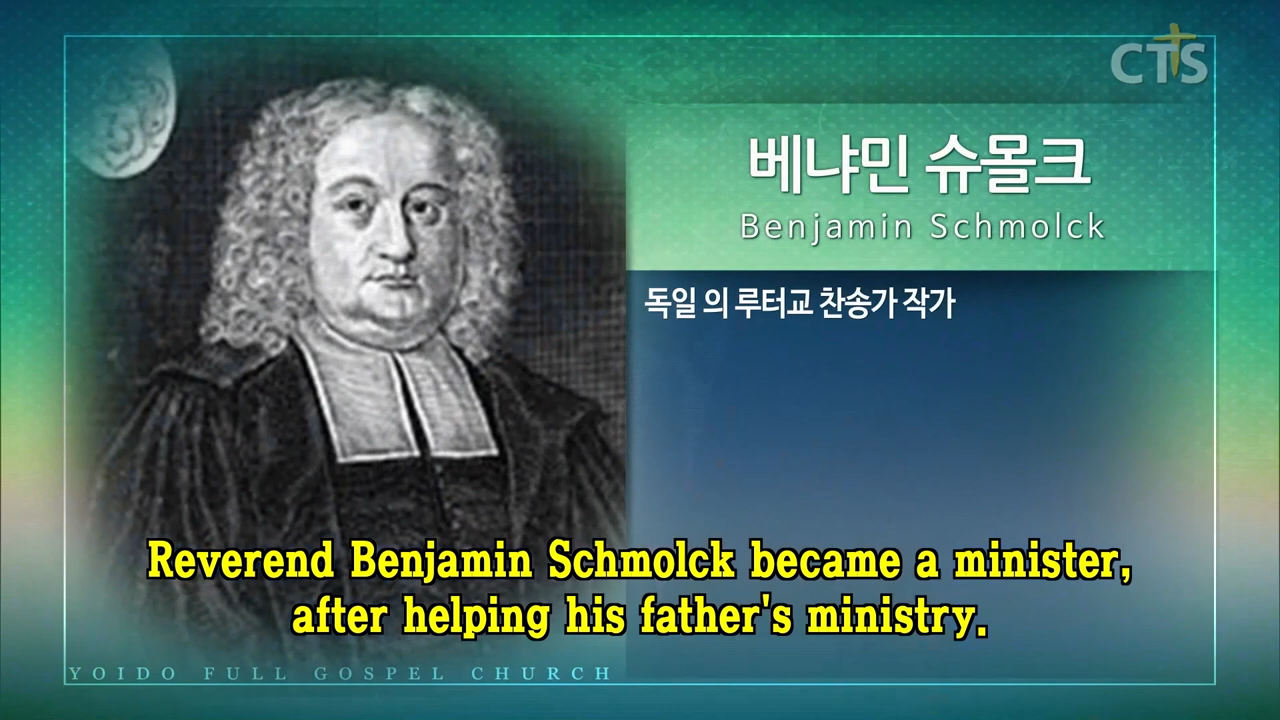 CTS
베냐민 슈몰크
Benjamin Schmolck
독일 의 루터교 찬송가 작가
Reverend Benjamin Schmolck became a minister,
after helping his father's ministry.
YOIDO FULL GOSPEL CHURCH